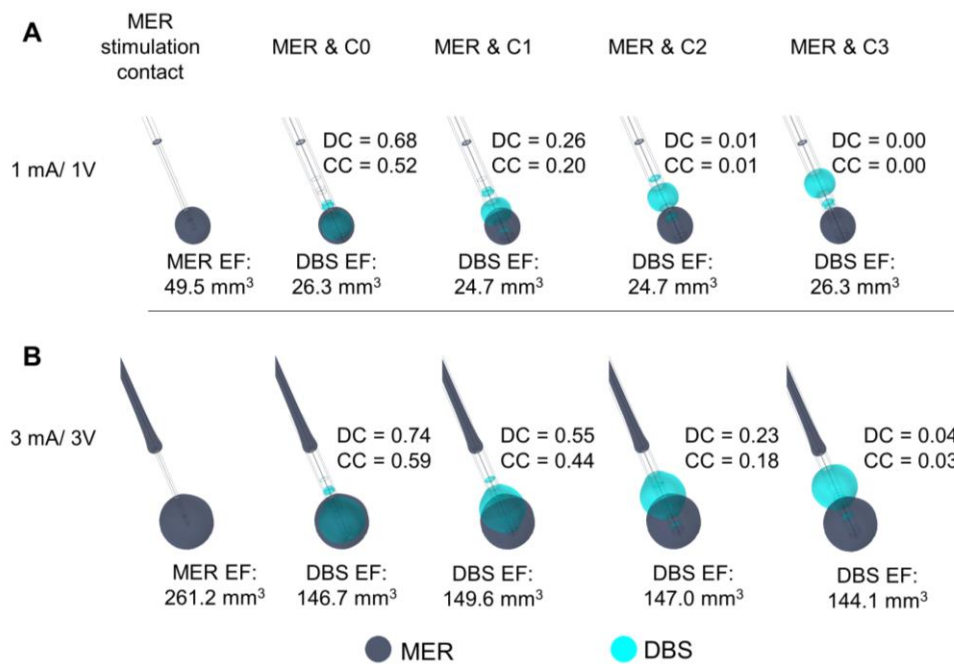 A
MER
stimulation
contact
MER & C0
MER & C1
MER & C2
MER & C3
1 mA/ 1V
DC = 0.68
CC = 0.52
DC = 0.26
CC = 0.20
DC = 0.01
CC = 0.01
DC = 0.00
CC = 0.00
MER EF:
49.5 mm³
DBS EF:
26.3 mm³
DBS EF:
24.7 mm³
DBS EF:
24.7 mm³
DBS EF:
26.3 mm³
B
3 mA/ 3V
DC = 0.74
CC = 0.59
DC = 0.55
CC = 0.44
DC = 0.23
CC = 0.18
DC = 0.04
CC = 0.03
MER EF:
261.2 mm³
DBS EF:
146.7 mm³
DBS EF:
149.6 mm³
DBS EF:
147.0 mm³
DBS EF:
144.1 mm³
MER
DBS